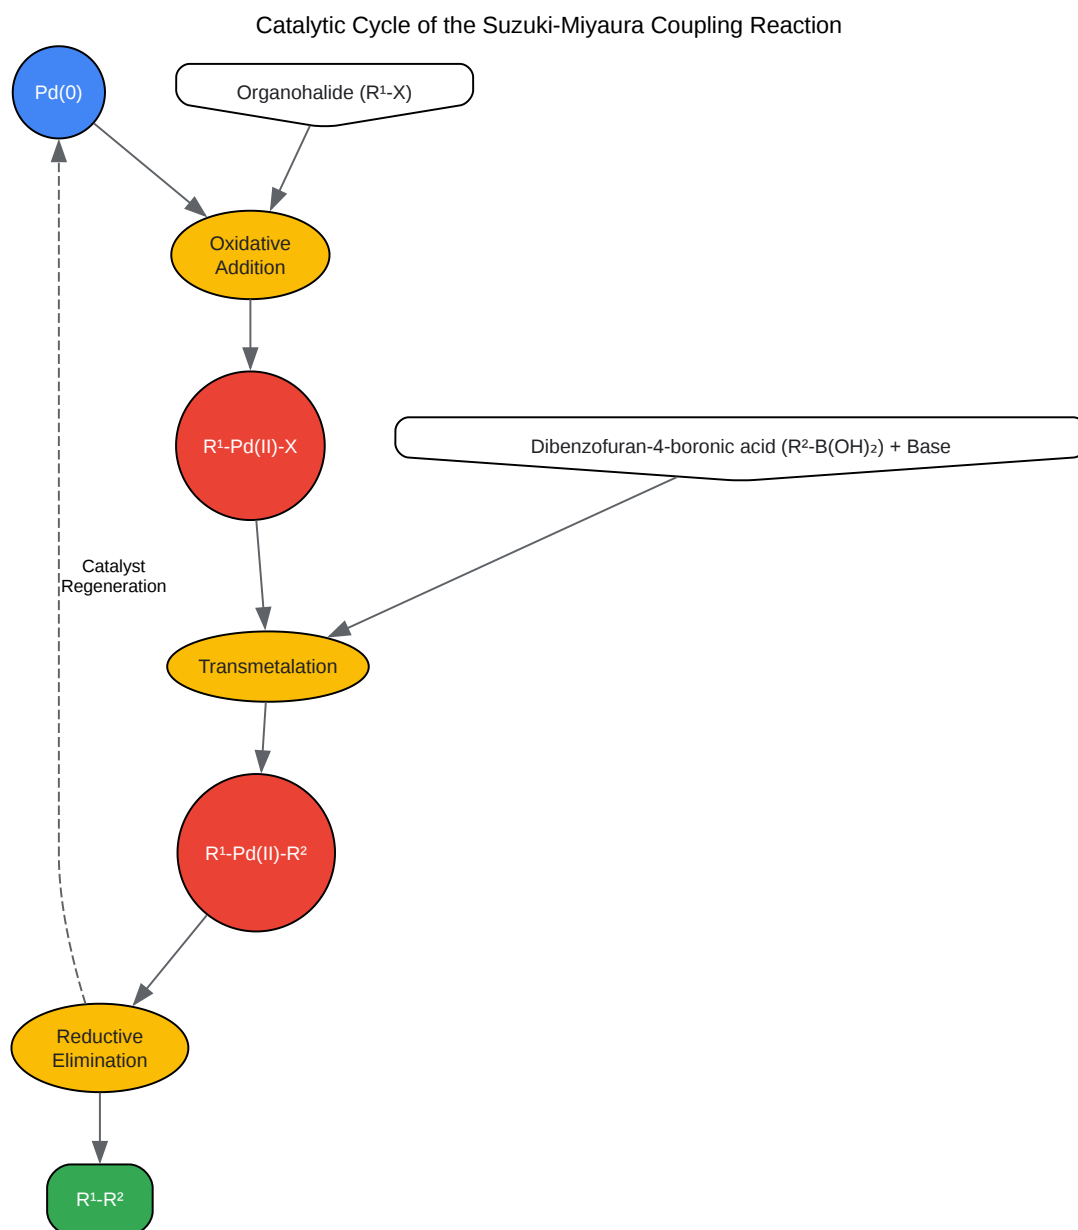 Catalytic Cycle of the Suzuki-Miyaura Coupling Reaction
Pd(0)
Organohalide (R¹-X)
Oxidative
Addition
R¹-Pd(II)-X
Dibenzofuran-4-boronic acid (R²-B(OH)₂) + Base
Catalyst
Regeneration
Transmetalation
R¹-Pd(II)-R²
Reductive
Elimination
R¹-R²